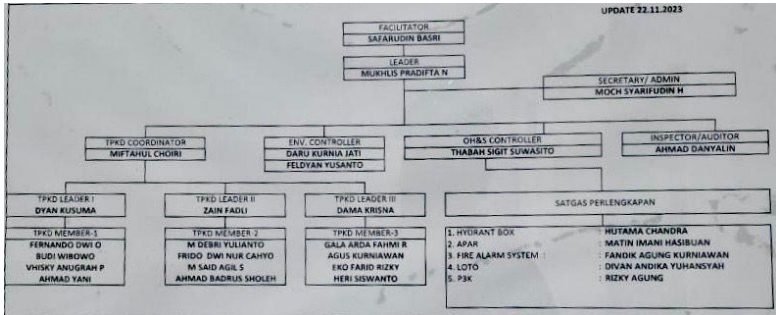 UPDATE 22.11.2023
FACILITATOR
SAFARUDIN BASRI
LEADER
MUKHLIS PRADIFTA N
SECRETARY/ ADMIN
MOCH SYARIFUDIN H
TPKD COORDINATOR
MIFTAHUL CHOIRI
ENV. CONTROLLER
DARU KURNIA JATI
FELDYAN YUSANTO
OH&S CONTROLLER
THABAH SIGIT SUWASITO
INSPECTOR/AUDITOR
AHMAD DANYALIN
TPKD LEADER I
DYAN KUSUMA
TPKD LEADER II
ZAIN FADLI
TPKD LEADER III
DAMA KRISNA
SATGAS PERLENGKAPAN
TPKD MEMBER-1
FERNANDO DWI O
BUDI WIBOWO
VHISKY ANUGRAH P
AHMAD YANI
TPKD MEMBER-2
M DEBRI YULIANTO
FRIDO DWI NUR CAHYO
M SAID AGIL S
AHMAD BADRUS SHOLEH
TPKD MEMBER-3
GALA ARDA FAHMI R
AGUS KURNIAWAN
EKO FARID RIZKY
HERI SISWANTO
1. HYDRANT BOX : HUTAMA CHANDRA
2. APAR : MATIN IMANI HASIBUAN
3. FIRE ALARM SYSTEM : : FANDIK AGUNG KURNIAWAN
4. LOTO : DIVAN ANDIKA YUHANSYAH
5. P3K : RIZKY AGUNG